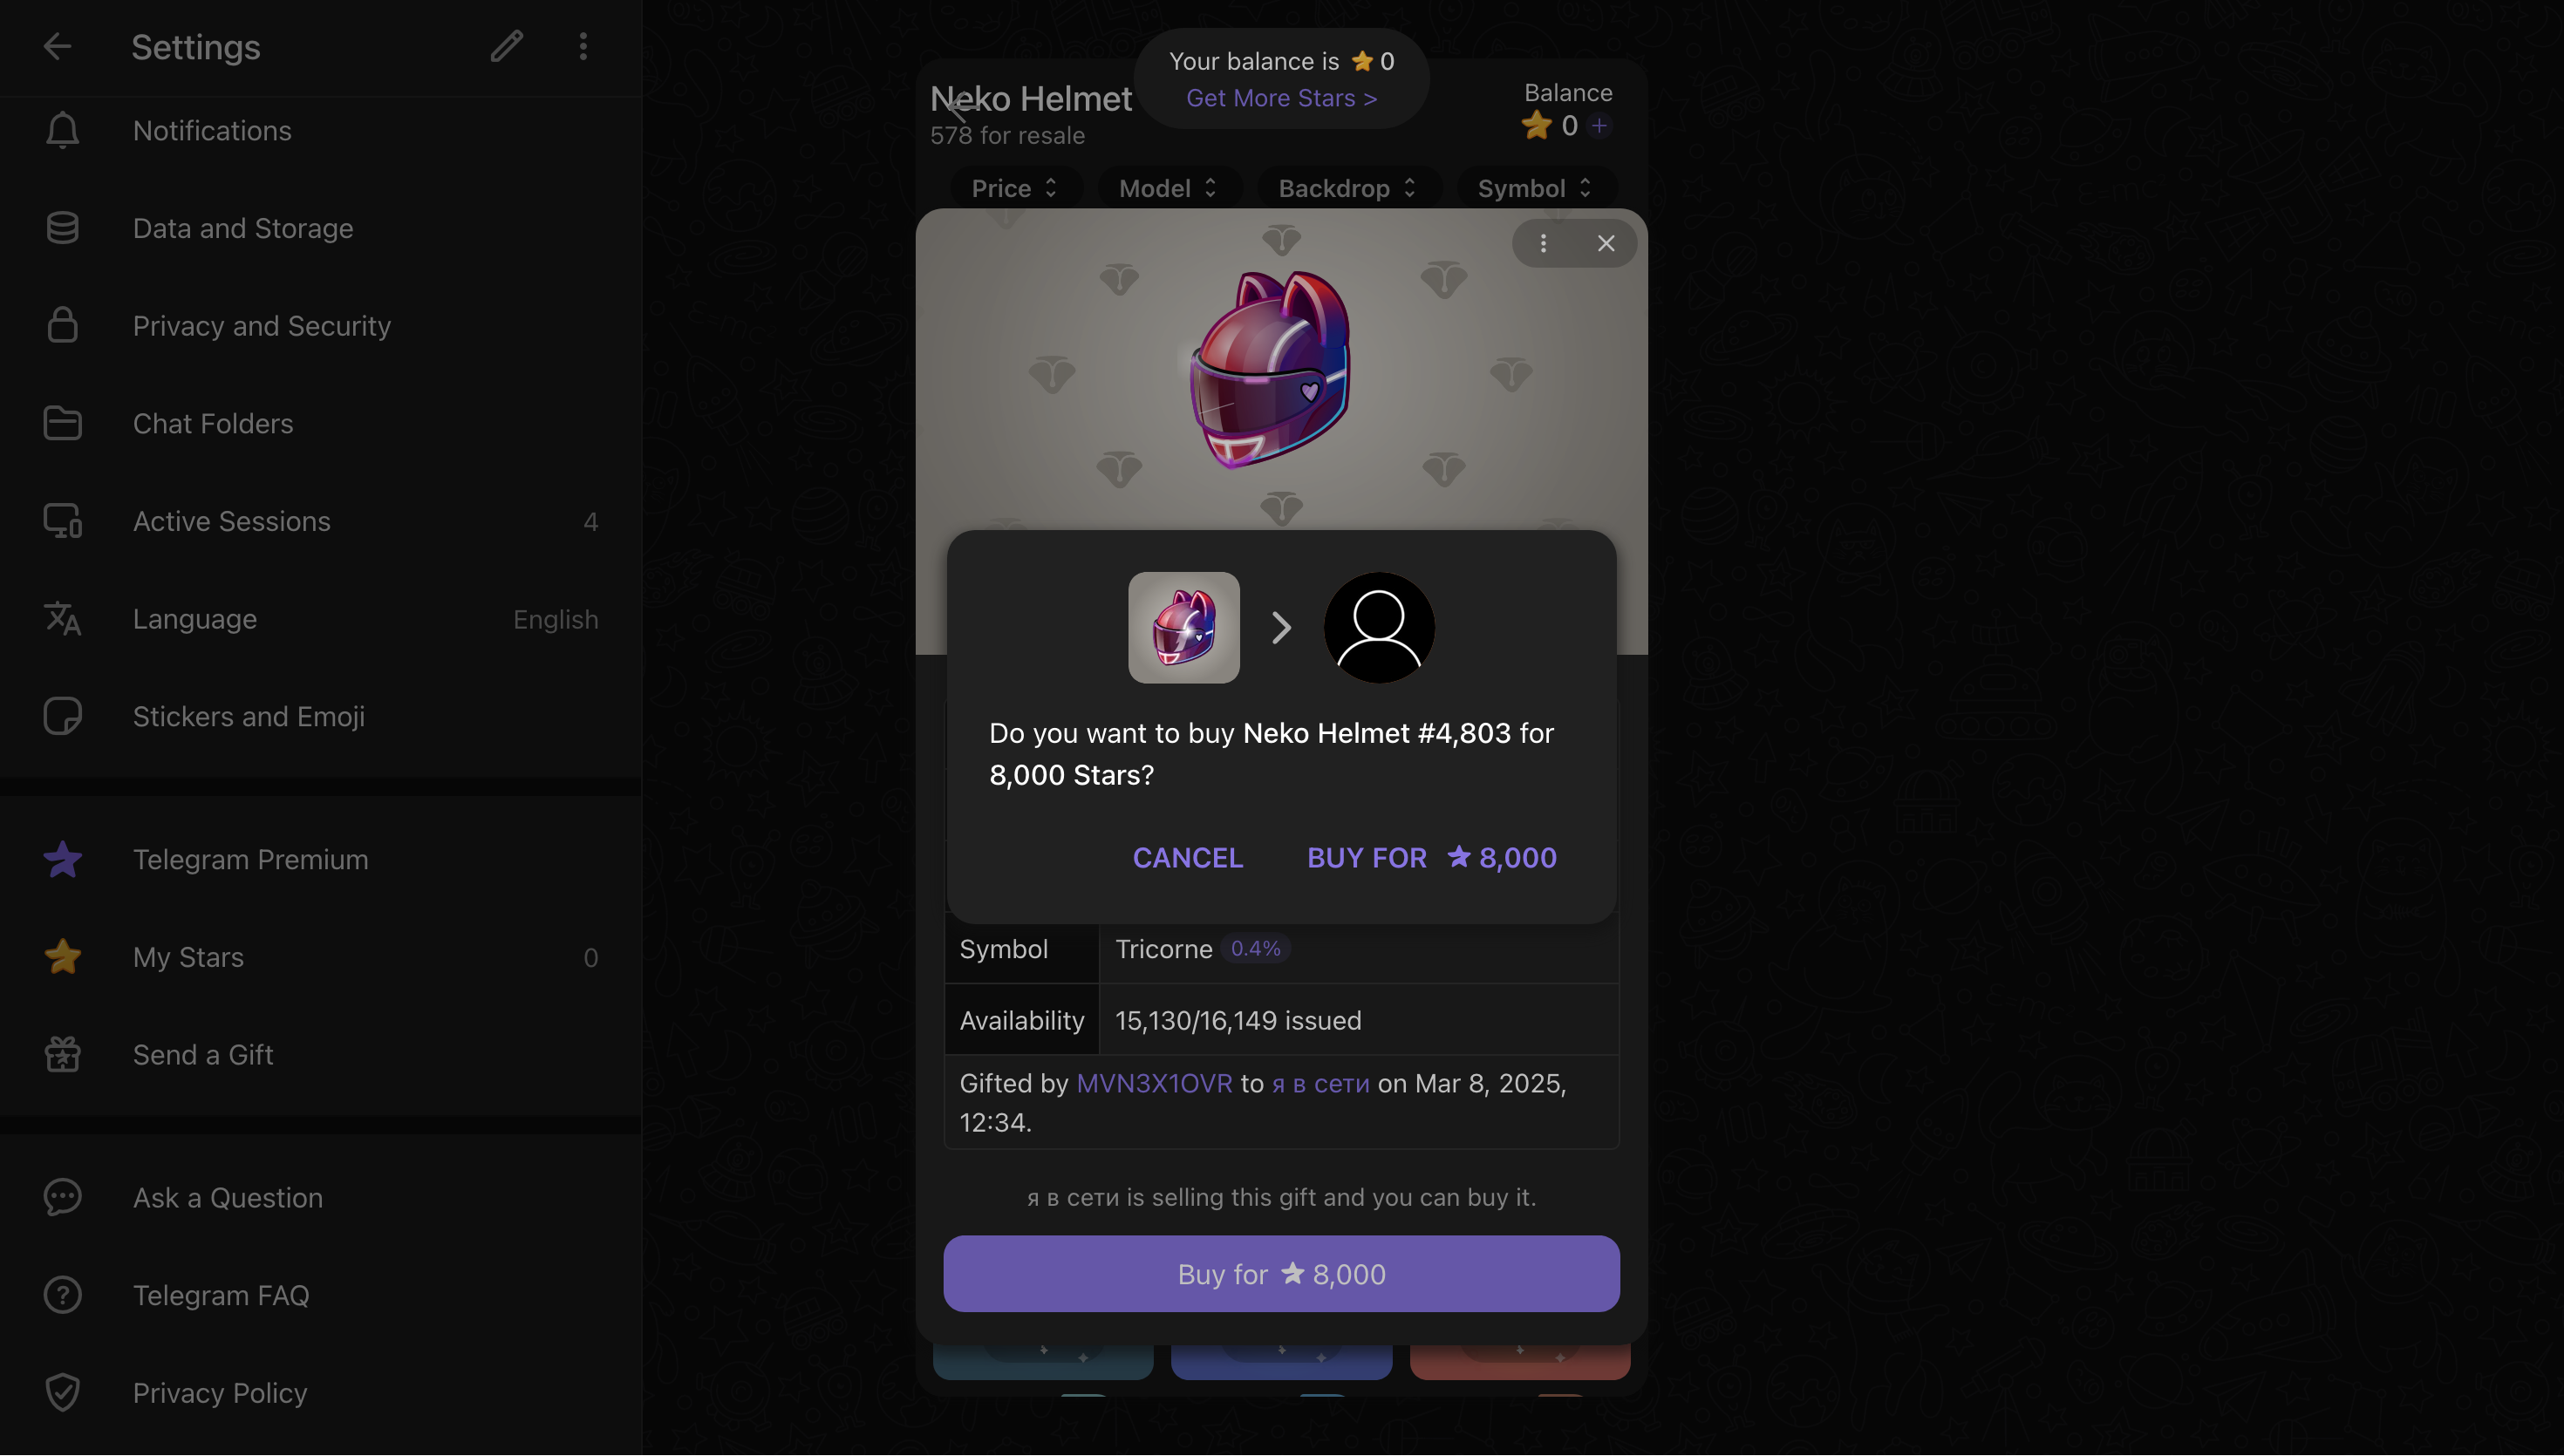 Settings
Notifications
Data and Storage
Privacy and Security
Chat Folders
Active Sessions 4
Language English
Stickers and Emoji
Telegram Premium
My Stars 0
Send a Gift
Ask a Question
Telegram FAQ
Privacy Policy
Your balance is 0
Get More Stars >
Neko Helmet
578 for resale
Balance
0 +
Price Model Backdrop Symbol
Do you want to buy Neko Helmet #4,803 for
8,000 Stars?
CANCEL BUY FOR 8,000
Symbol Tricorne 0.4%
Availability 15,130/16,149 issued
Gifted by MVN3X1OVR to я в сети on Mar 8, 2025,
12:34.
я в сети is selling this gift and you can buy it.
Buy for 8,000